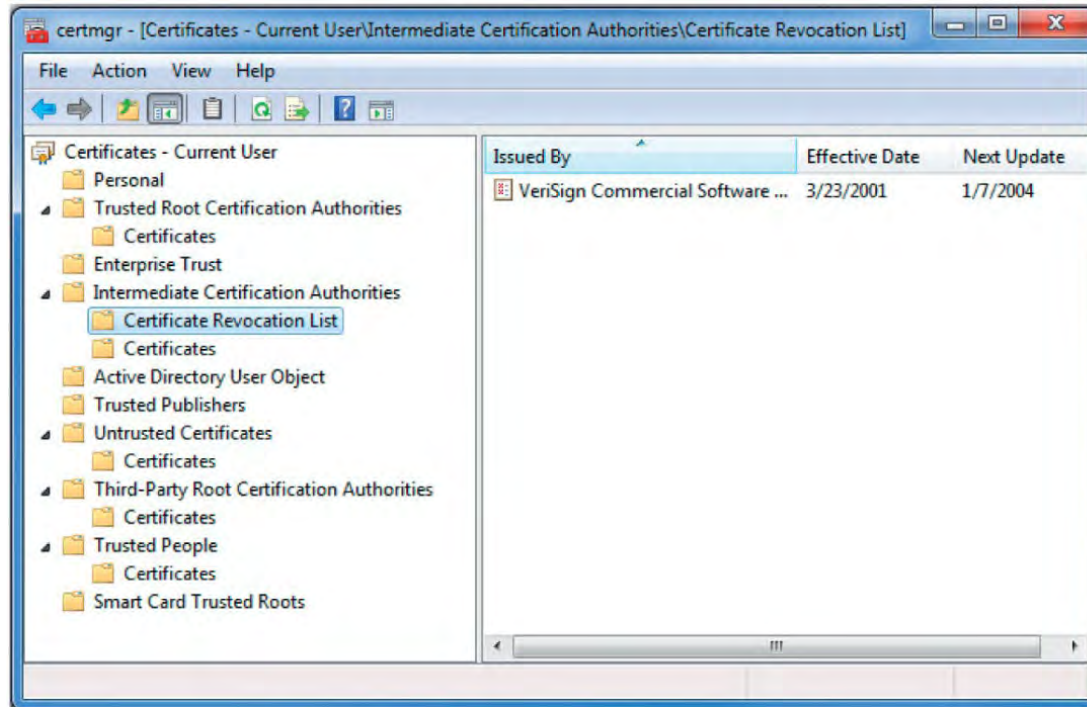 certmgr - [Certificates - Current User\Intermediate Certification Authorities\Certificate Revocation List]
File Action View Help
Certificates - Current User
Personal
Trusted Root Certification Authorities
Certificates
Enterprise Trust
Intermediate Certification Authorities
Certificate Revocation List
Certificates
Active Directory User Object
Trusted Publishers
Untrusted Certificates
Certificates
Third-Party Root Certification Authorities
Certificates
Trusted People
Certificates
Smart Card Trusted Roots
Issued By Effective Date Next Update
VeriSign Commercial Software ... 3/23/2001 1/7/2004